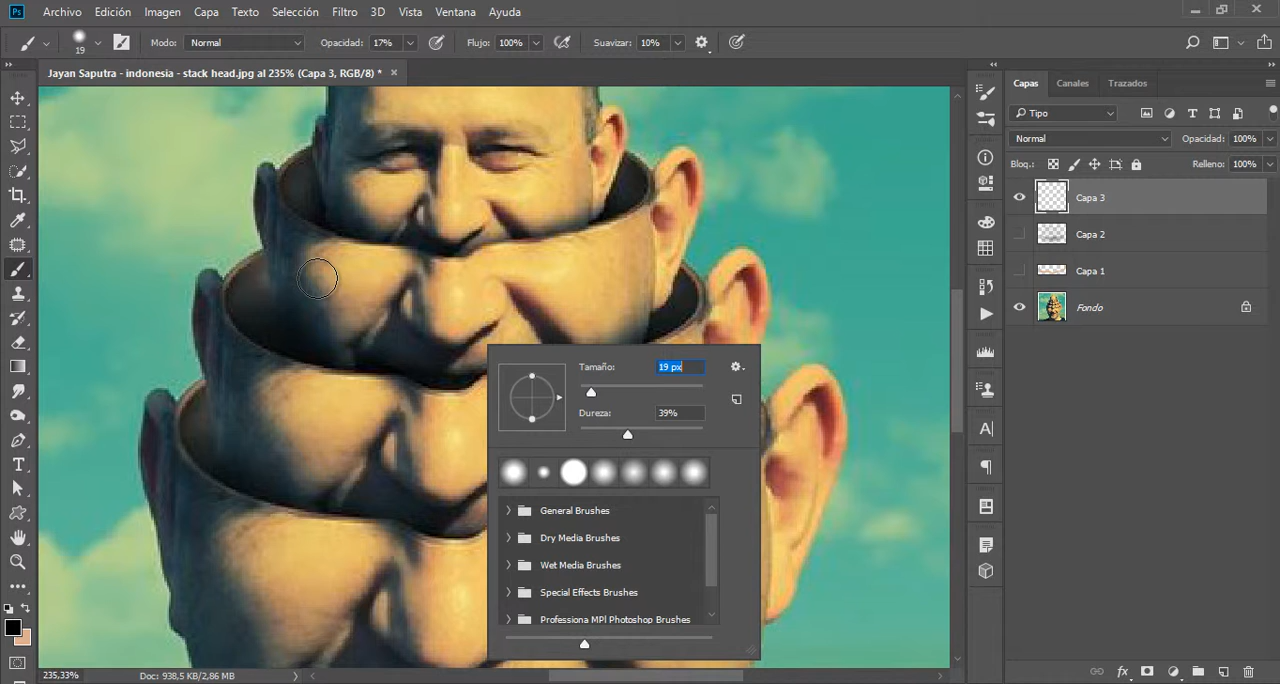 Ps Archivo Edición Imagen Capa Texto Selección Filtro 3D Vista Ventana Ayuda
19 Modo: Normal Opacidad: 17% Flujo: 100% Suavizar: 10%
Jayan Saputra - indonesia - stack head.jpg al 235% (Capa 3, RGB/8) *
Capas Canales Trazados
Tipo
Normal Opacidad: 100%
Bloq.: Relleno: 100%
Capa 3
Capa 2
Capa 1
Fondo
Tamaño: 19 px
Dureza: 39%
General Brushes
Dry Media Brushes
Wet Media Brushes
Special Effects Brushes
Professiona MPl Photoshop Brushes
235,33% Doc: 938,5 KB/2,86 MB